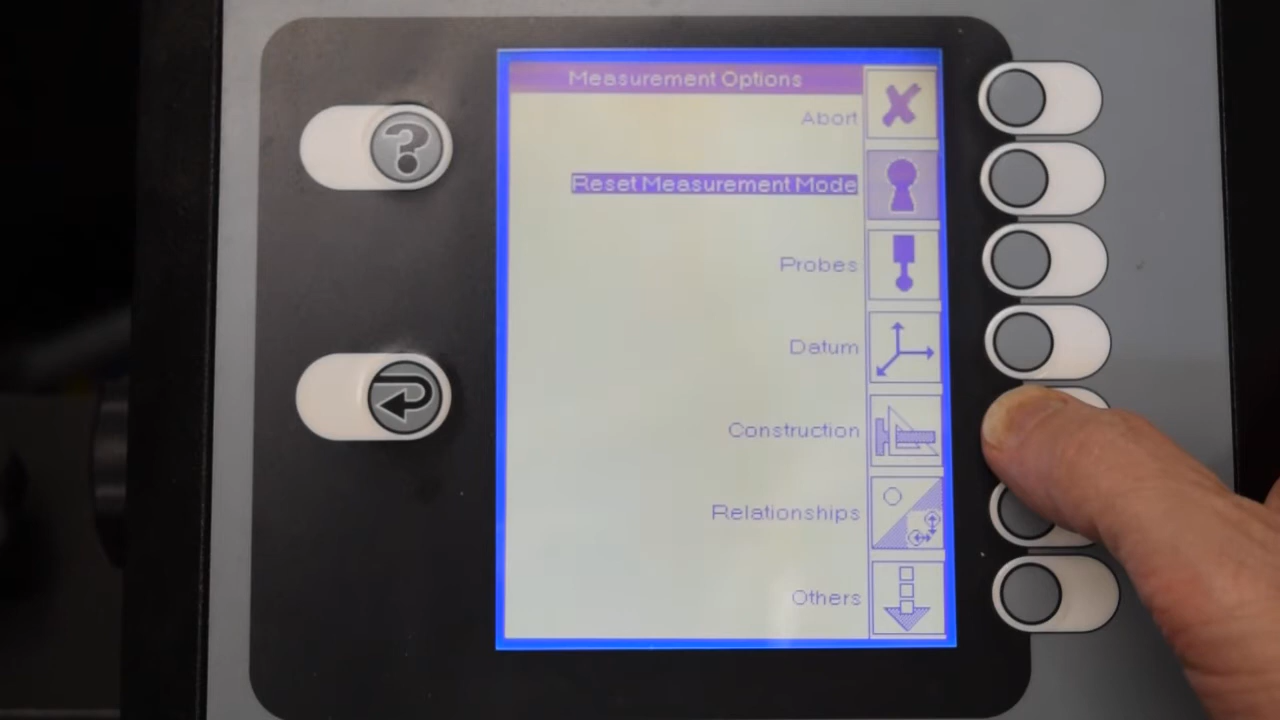 Measurement Options
Abort
Reset Measurement Mode
Probes
Datum
Construction
Relationships
Others
?